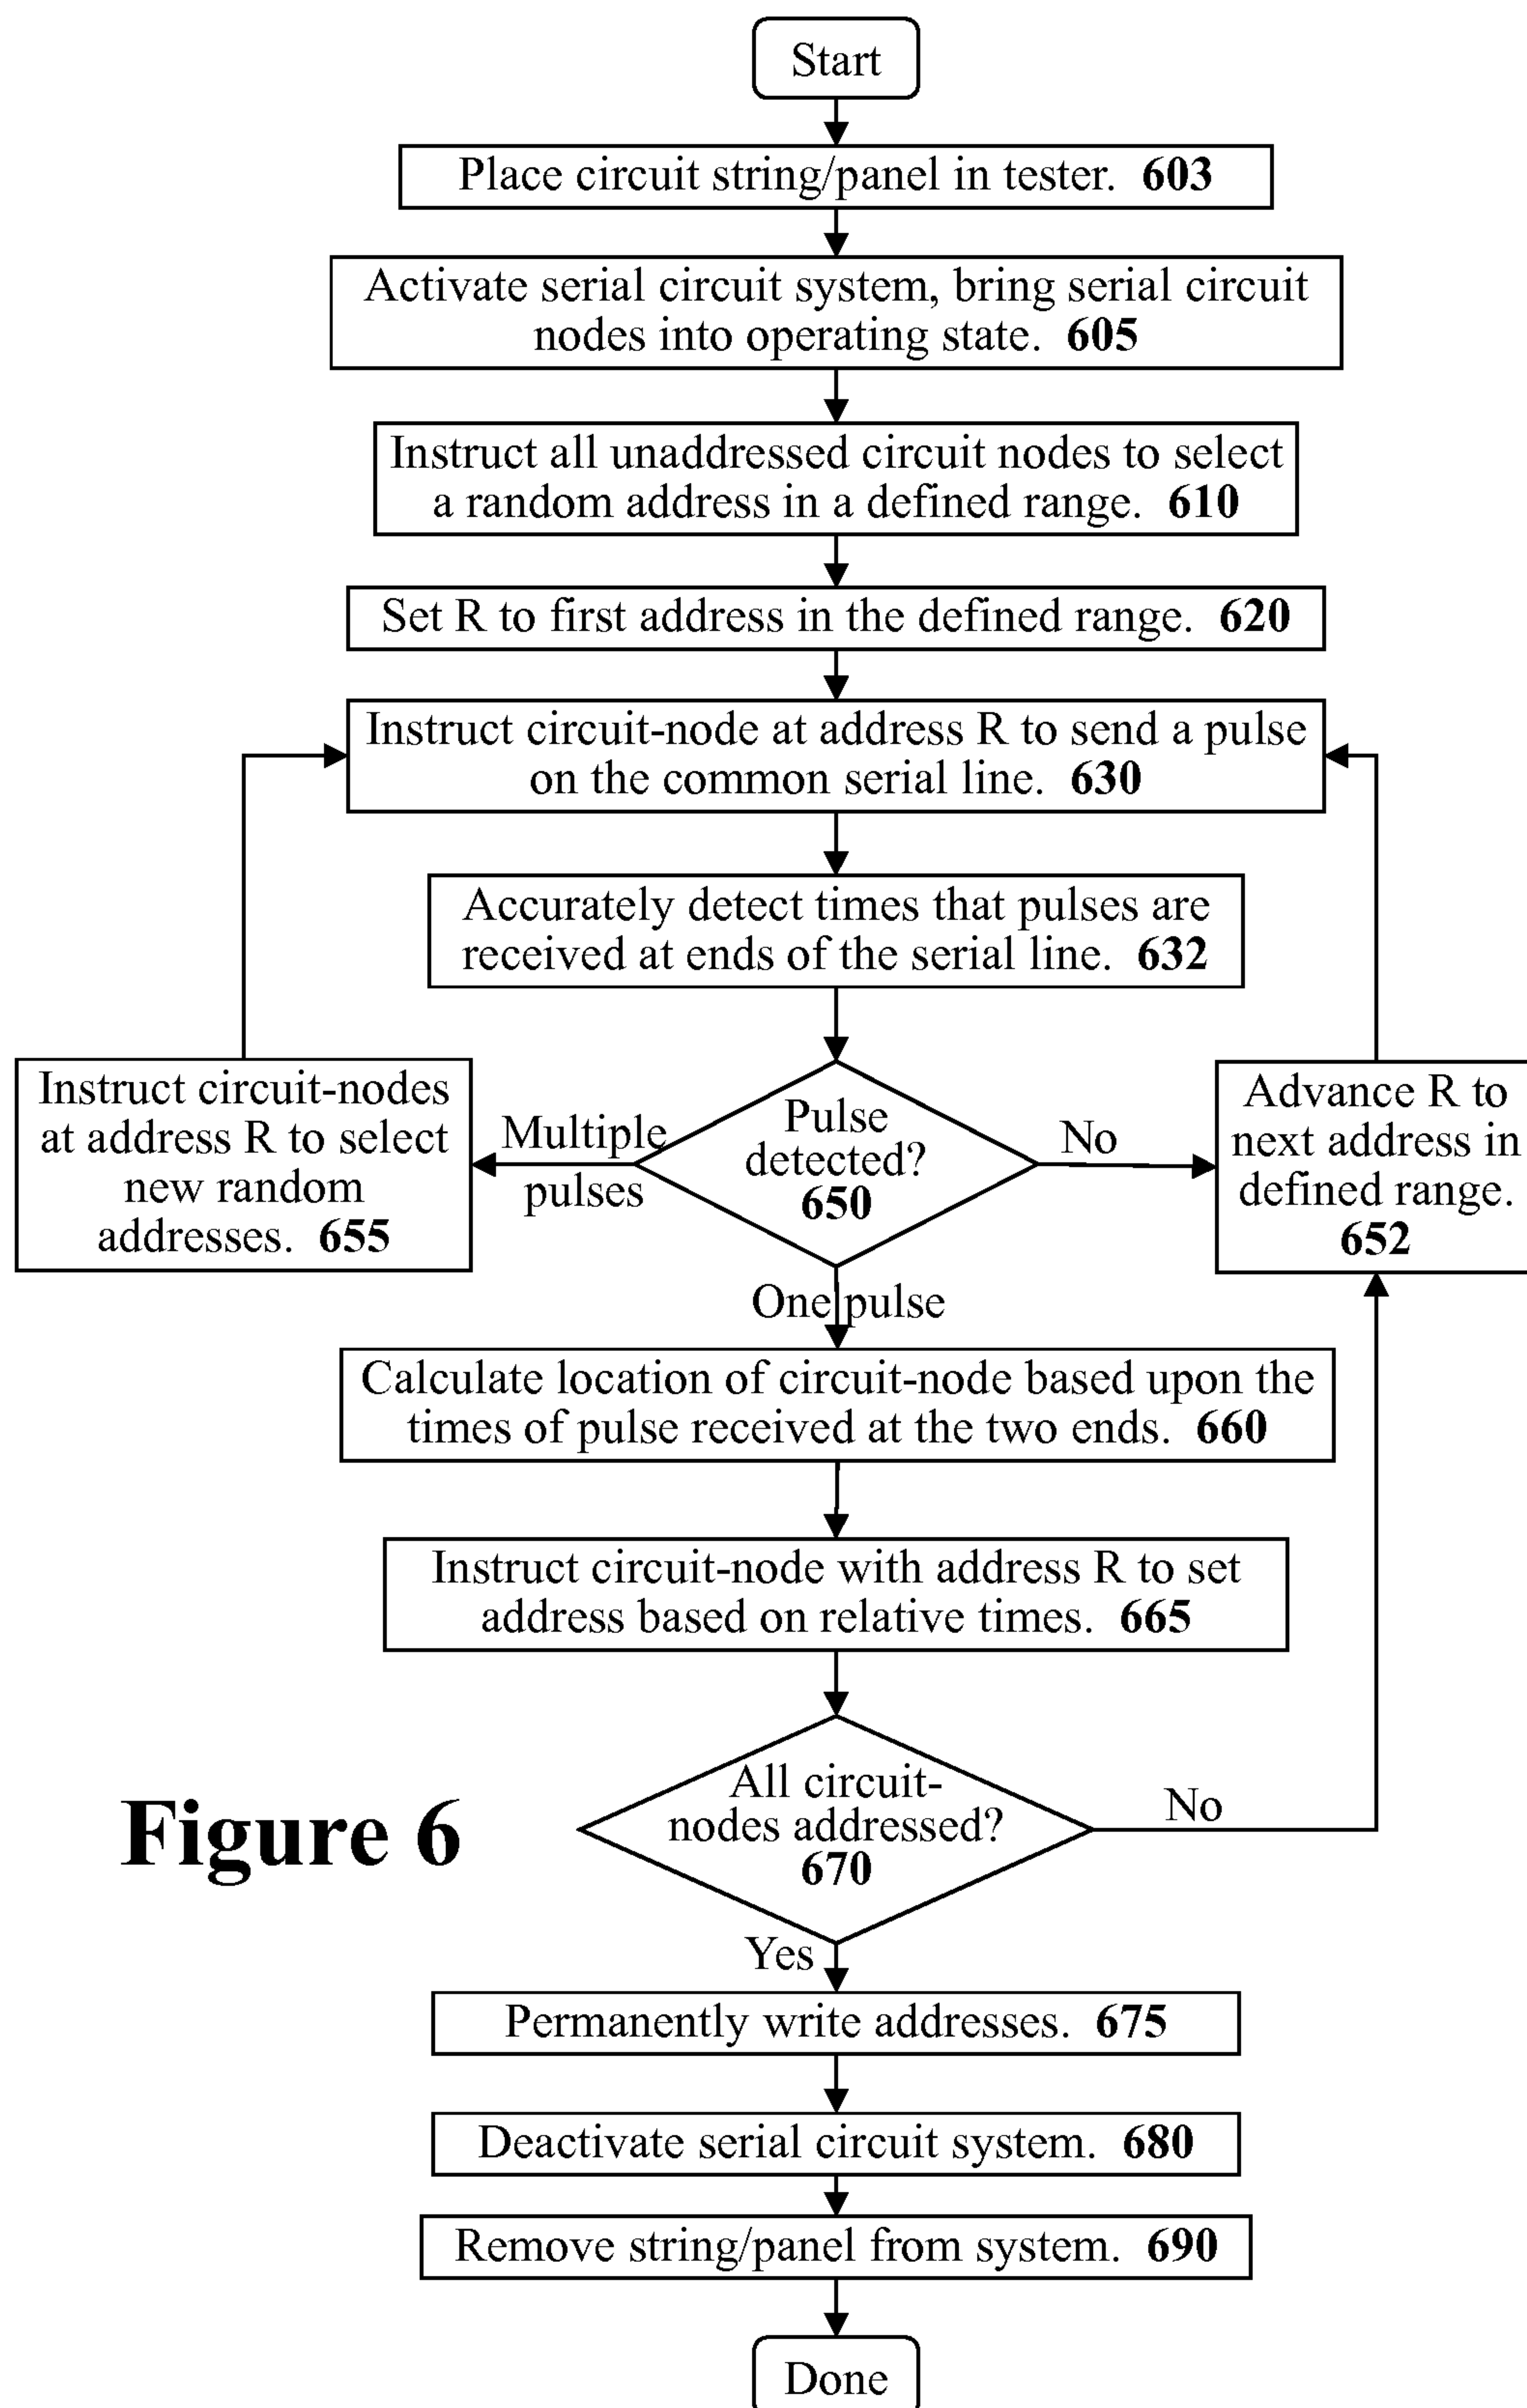 Start
Place circuit string/panel in tester. 603
Activate serial circuit system, bring serial circuit
nodes into operating state. 605
Instruct all unaddressed circuit nodes to select
a random address in a defined range. 610
Set R to first address in the defined range. 620
Instruct circuit-node at address R to send a pulse
on the common serial line. 630
Accurately detect times that pulses are
received at ends of the serial line. 632
Instruct circuit-nodes
at address R to select
new random
addresses. 655
Multiple
pulses
Pulse
detected?
650
No
Advance R to
next address in
defined range.
652
One pulse
Calculate location of circuit-node based upon the
times of pulse received at the two ends. 660
Instruct circuit-node with address R to set
address based on relative times. 665
All circuit-
nodes addressed?
670
No
Figure 6
Yes
Permanently write addresses. 675
Deactivate serial circuit system. 680
Remove string/panel from system. 690
Done